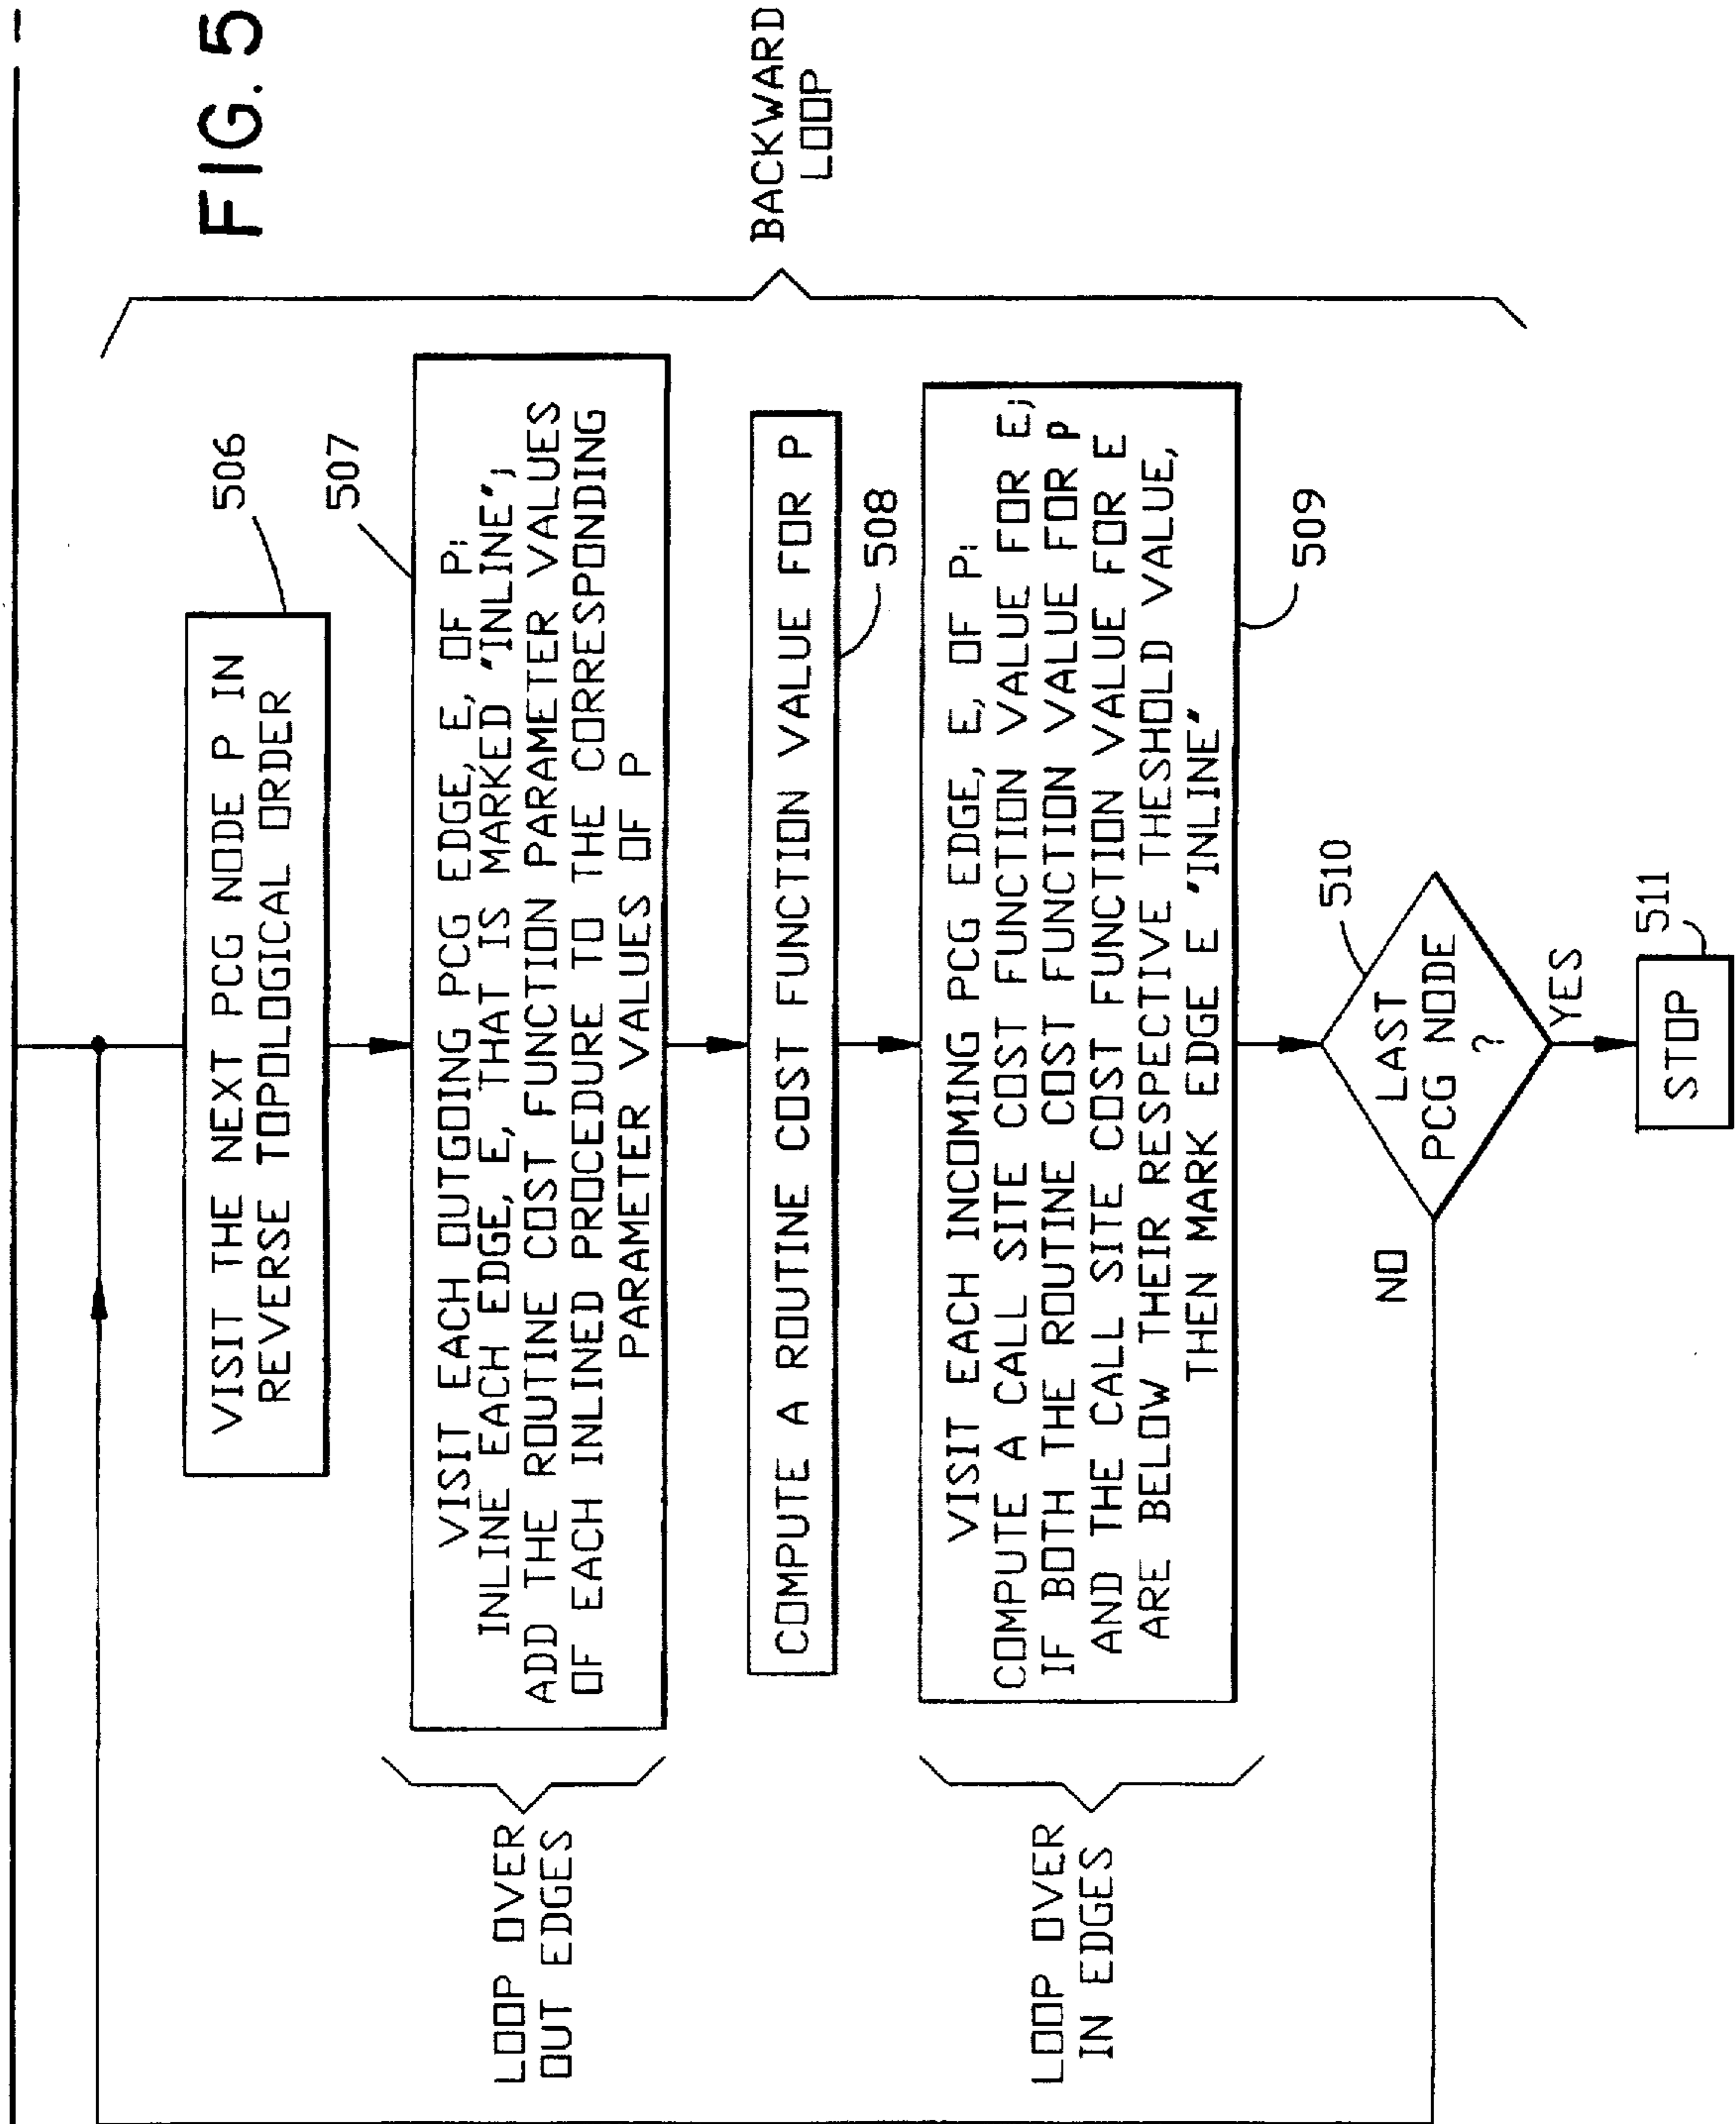 FIG. 5
VISIT THE NEXT PCG NODE P IN
REVERSE TOPOLOGICAL ORDER
506
507
LOOP OVER
OUT EDGES
VISIT EACH OUTGOING PCG EDGE, E, OF P;
INLINE EACH EDGE, E, THAT IS MARKED "INLINE";
ADD THE ROUTINE COST FUNCTION PARAMETER VALUES
OF EACH INLINED PROCEDURE TO THE CORRESPONDING
PARAMETER VALUES OF P
BACKWARD
LOOP
COMPUTE A ROUTINE COST FUNCTION VALUE FOR P
508
LOOP OVER
IN EDGES
VISIT EACH INCOMING PCG EDGE, E, OF P;
COMPUTE A CALL SITE COST FUNCTION VALUE FOR E;
IF BOTH THE ROUTINE COST FUNCTION VALUE FOR P
AND THE CALL SITE COST FUNCTION VALUE FOR E
ARE BELOW THEIR RESPECTIVE THESHOLD VALUE,
THEN MARK EDGE E "INLINE"
509
510
LAST
PCG NODE
?
NO
YES
STOP
511